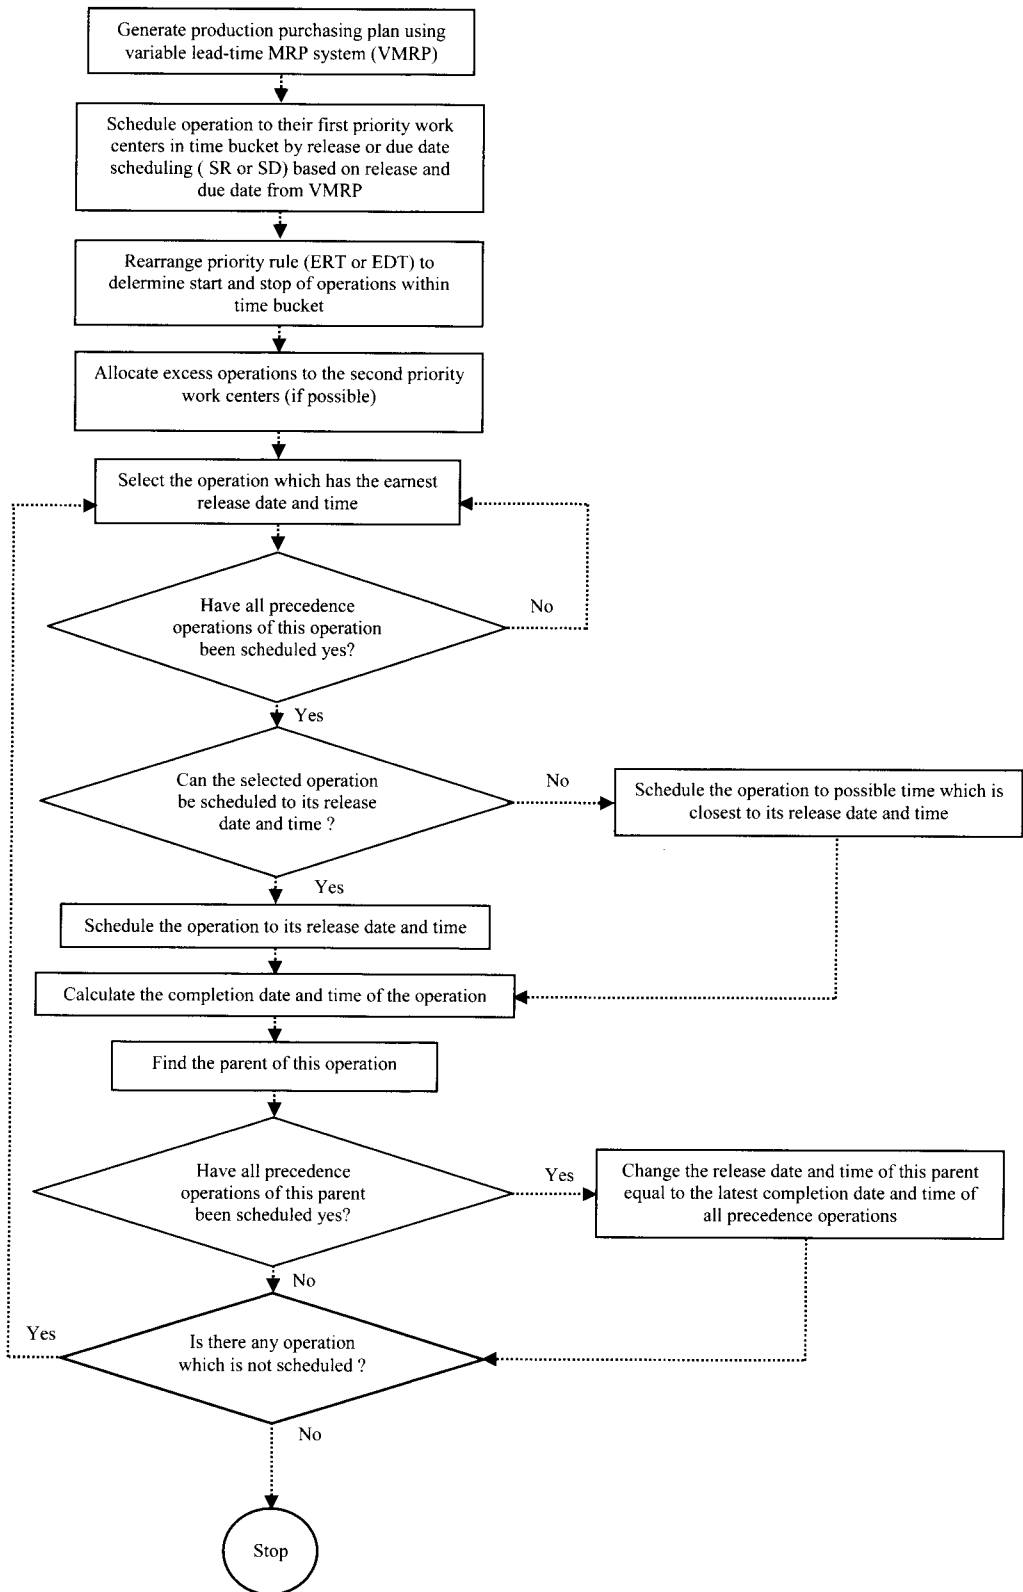 Generate production purchasing plan using
variable lead-time MRP system (VMRP)
Schedule operation to their first priority work
centers in time bucket by release or due date
scheduling ( SR or SD) based on release and
due date from VMRP
Rearrange priority rule (ERT or EDT) to
delermine start and stop of operations within
time bucket
Allocate excess operations to the second priority
work centers (if possible)
Select the operation which has the earnest
release date and time
Have all precedence
operations of this operation
been scheduled yes?
No
Yes
Can the selected operation
be scheduled to its release
date and time ?
No
Schedule the operation to possible time which is
closest to its release date and time
Yes
Schedule the operation to its release date and time
Calculate the completion date and time of the operation
Find the parent of this operation
Have all precedence
operations of this parent
been scheduled yes?
Yes
Change the release date and time of this parent
equal to the latest completion date and time of
all precedence operations
No
Yes
Is there any operation
which is not scheduled ?
No
Stop